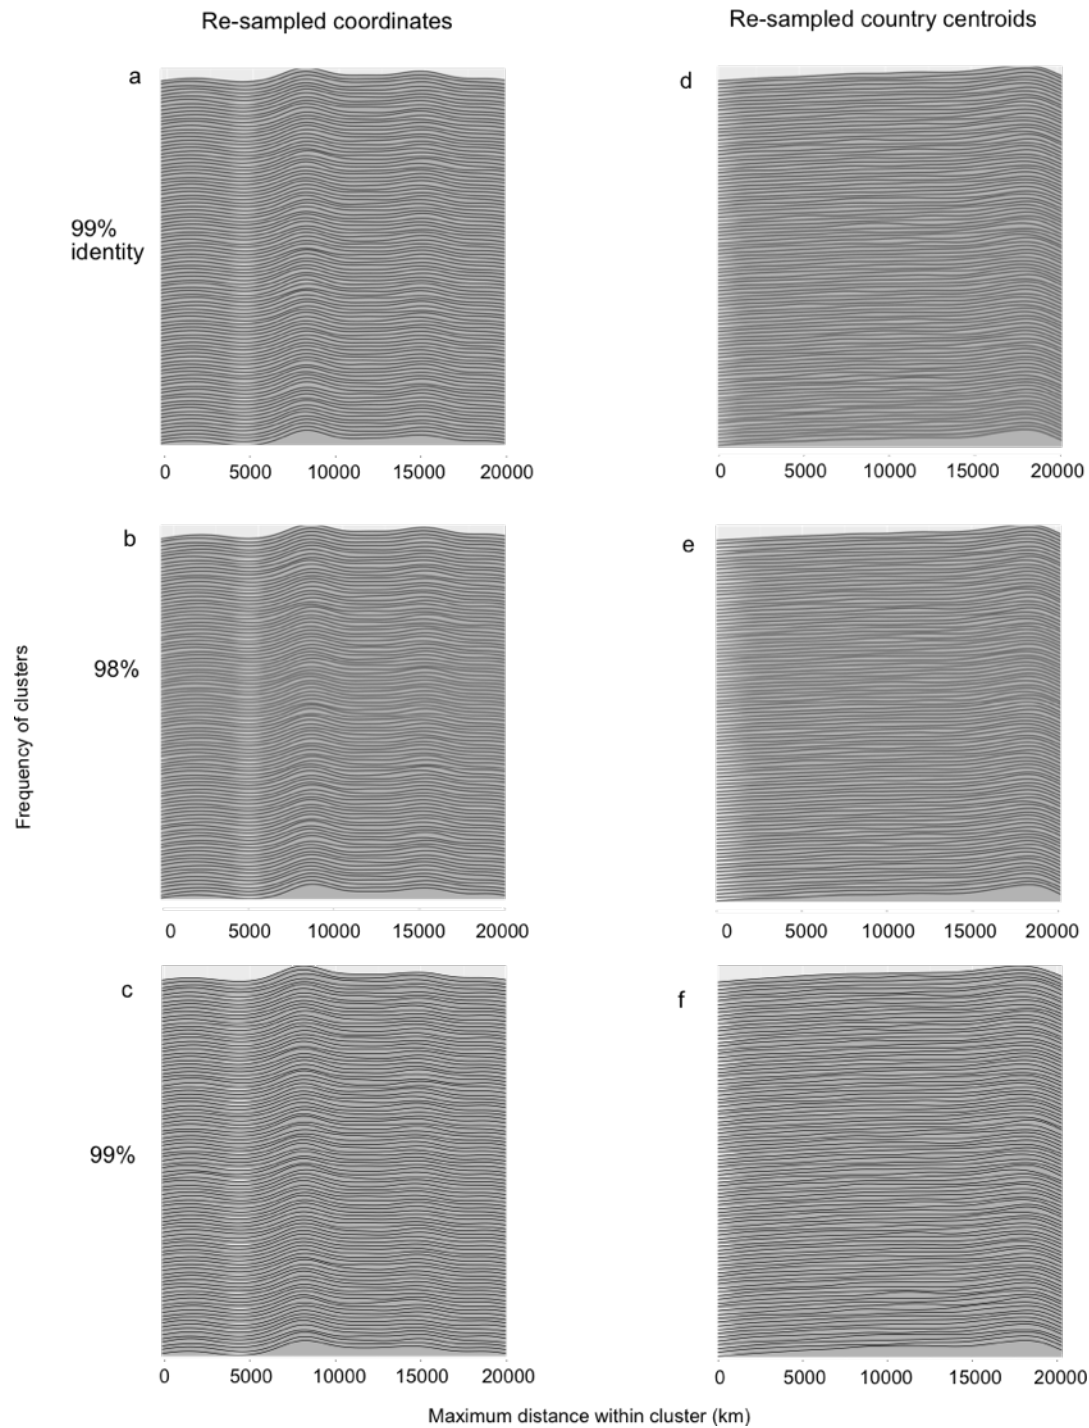 Re-sampled coordinates
Re-sampled country centroids
a
d
99%
identity
0 5000 10000 15000 20000
0 5000 10000 15000 20000
b
e
98%
Frequency of clusters
0 5000 10000 15000 20000
0 5000 10000 15000 20000
c
f
99%
0 5000 10000 15000 20000
0 5000 10000 15000 20000
Maximum distance within cluster (km)